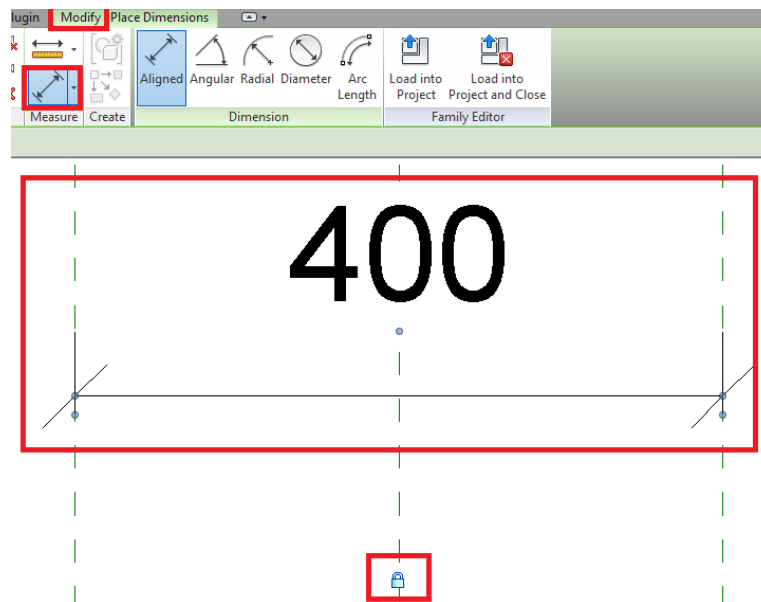 lugin Modify Place Dimensions
Aligned Angular Radial Diameter Arc Length Load into Project Load into Project and Close
Measure Create Dimension Family Editor
400